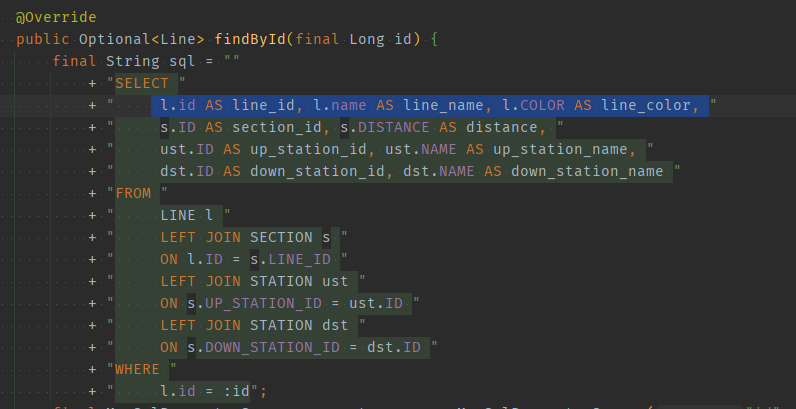 @Override
public Optional<Line> findById(final Long id) {
    final String sql = ""
        + "SELECT "
        + "     l.id AS line_id, l.name AS line_name, l.COLOR AS line_color, "
        + "     s.ID AS section_id, s.DISTANCE AS distance, "
        + "     ust.ID AS up_station_id, ust.NAME AS up_station_name, "
        + "     dst.ID AS down_station_id, dst.NAME AS down_station_name "
        + "FROM "
        + "     LINE l "
        + "     LEFT JOIN SECTION s "
        + "     ON l.ID = s.LINE_ID "
        + "     LEFT JOIN STATION ust "
        + "     ON s.UP_STATION_ID = ust.ID "
        + "     LEFT JOIN STATION dst "
        + "     ON s.DOWN_STATION_ID = dst.ID "
        + "WHERE "
        + "     l.id = :id";